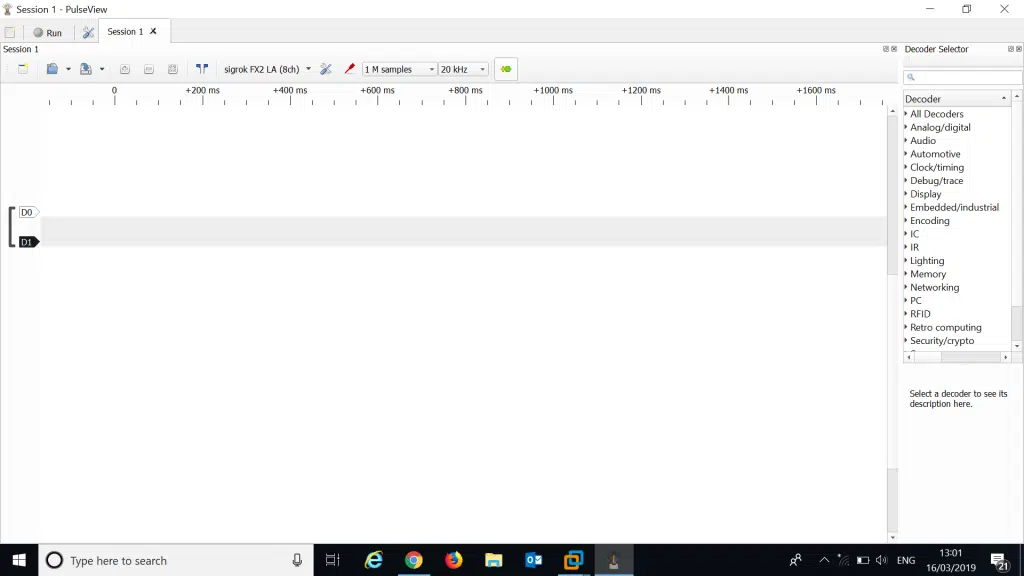 Session 1 - PulseView
Run
Session 1
Session 1
sigrok FX2 LA (8ch)
1 M samples
20 kHz
0
+200 ms
+400 ms
+600 ms
+800 ms
+1000 ms
+1200 ms
+1400 ms
+1600 ms
D0
D1
Decoder Selector
Decoder
All Decoders
Analog/digital
Audio
Automotive
Clock/timing
Debug/trace
Display
Embedded/industrial
Encoding
IC
IR
Lighting
Memory
Networking
PC
RFID
Retro computing
Security/crypto
Select a decoder to see its
description here.
Type here to search
ENG
13:01
16/03/2019
21